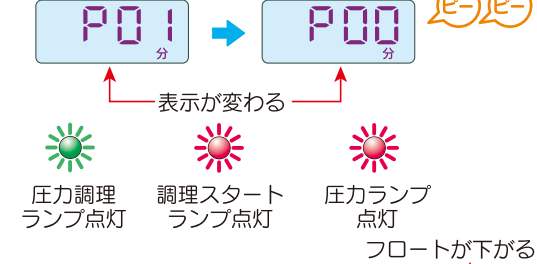 P01 分 P00 分 ピー ピー
表示が変わる
圧力調理 調理スタート 圧力ランプ
ランプ点灯 ランプ点灯 点灯
フロートが下がる